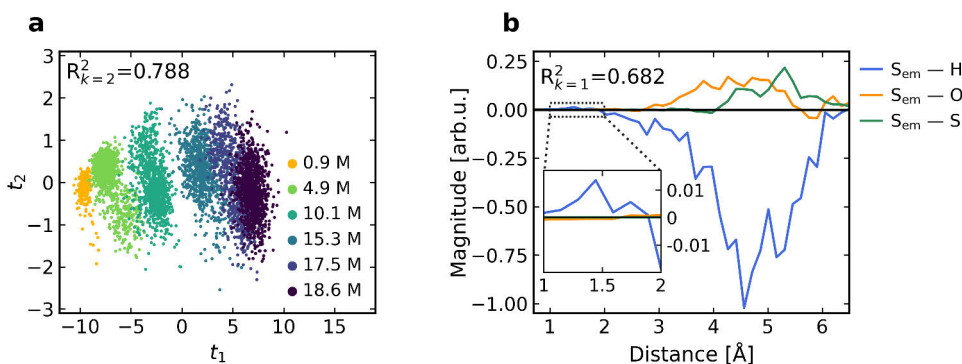 a
R²ₖ₌₂=0.788
t₂
3
2
1
0
−1
−2
−3
−10
−5
0
5
10
15
t₁
0.9 M
4.9 M
10.1 M
15.3 M
17.5 M
18.6 M
b
R²ₖ₌₁=0.682
Magnitude [arb.u.]
0.25
0.00
−0.25
−0.50
−0.75
−1.00
1
2
3
4
5
6
Distance [Å]
0.01
0
−0.01
1
1.5
2
Sₑₘ — H
Sₑₘ — O
Sₑₘ — S